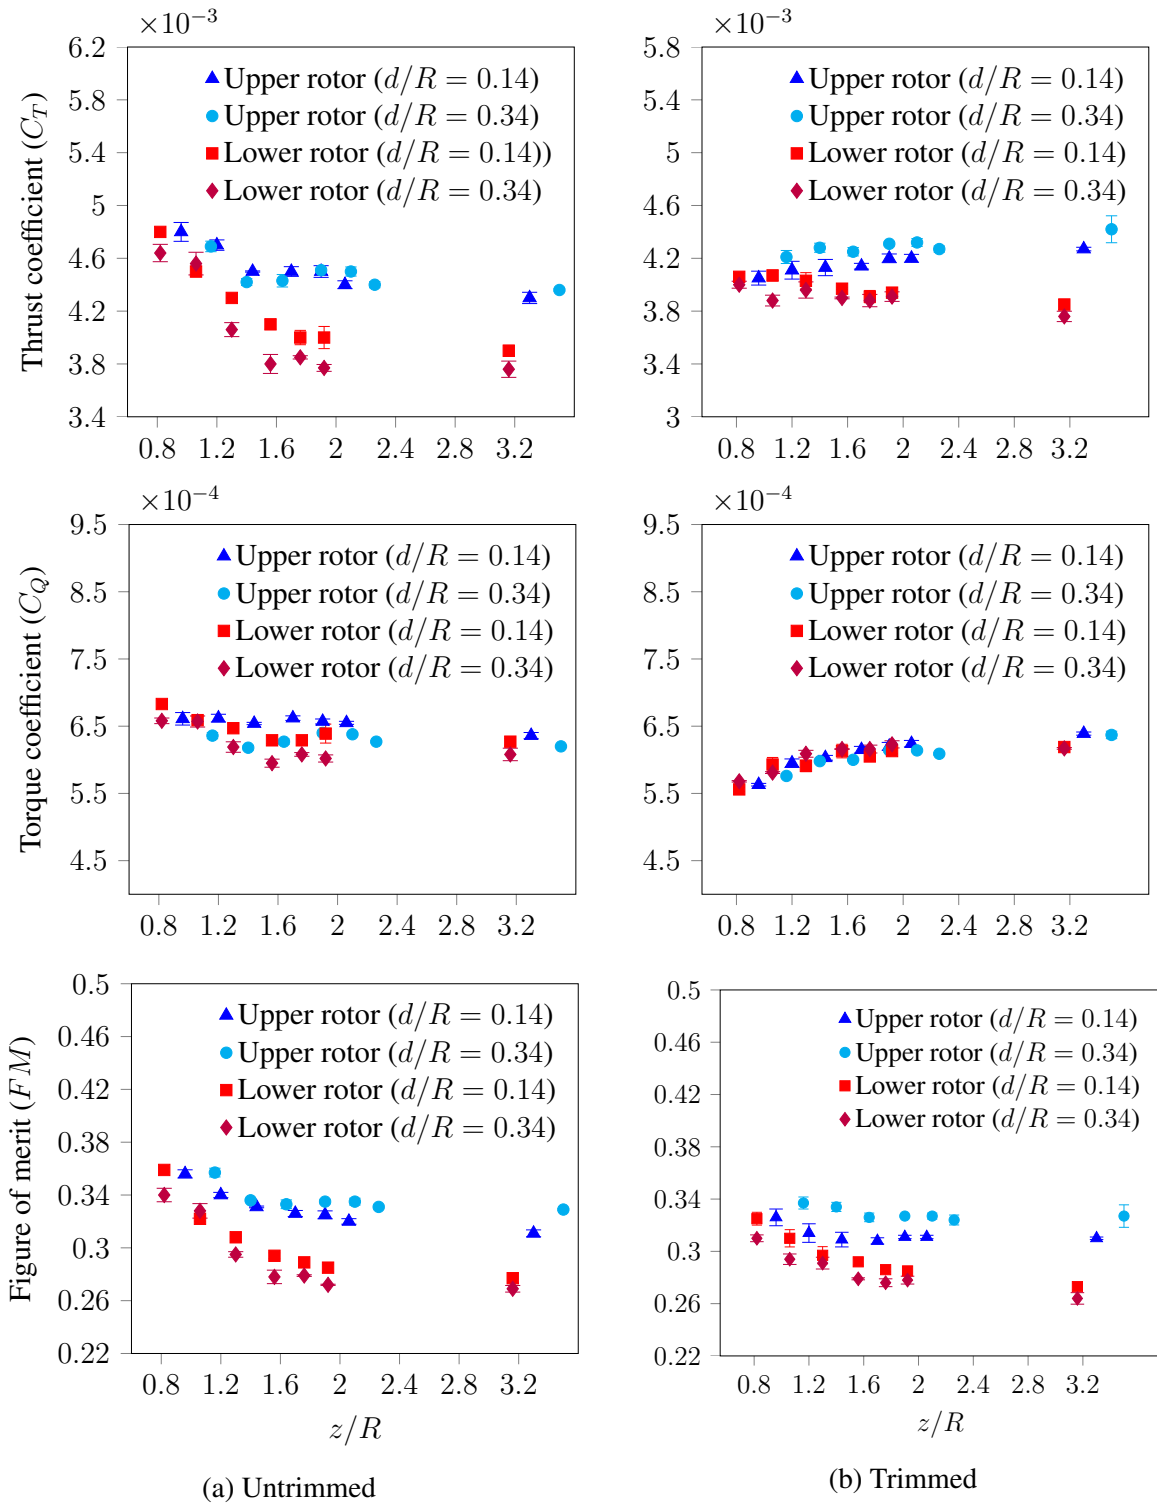 ×10⁻³
Thrust coefficient (C_T)
6.2
5.8
5.4
5
4.6
4.2
3.8
3.4
Upper rotor (d/R = 0.14)
Upper rotor (d/R = 0.34)
Lower rotor (d/R = 0.14))
Lower rotor (d/R = 0.34)
0.8 1.2 1.6 2 2.4 2.8 3.2
×10⁻³
5.8
5.4
5
4.6
4.2
3.8
3.4
3
Upper rotor (d/R = 0.14)
Upper rotor (d/R = 0.34)
Lower rotor (d/R = 0.14)
Lower rotor (d/R = 0.34)
0.8 1.2 1.6 2 2.4 2.8 3.2
×10⁻⁴
Torque coefficient (C_Q)
9.5
8.5
7.5
6.5
5.5
4.5
Upper rotor (d/R = 0.14)
Upper rotor (d/R = 0.34)
Lower rotor (d/R = 0.14)
Lower rotor (d/R = 0.34)
0.8 1.2 1.6 2 2.4 2.8 3.2
×10⁻⁴
9.5
8.5
7.5
6.5
5.5
4.5
Upper rotor (d/R = 0.14)
Upper rotor (d/R = 0.34)
Lower rotor (d/R = 0.14)
Lower rotor (d/R = 0.34)
0.8 1.2 1.6 2 2.4 2.8 3.2
Figure of merit (FM)
0.5
0.46
0.42
0.38
0.34
0.3
0.26
0.22
Upper rotor (d/R = 0.14)
Upper rotor (d/R = 0.34)
Lower rotor (d/R = 0.14)
Lower rotor (d/R = 0.34)
0.8 1.2 1.6 2 2.4 2.8 3.2
z/R
(a) Untrimmed
0.5
0.46
0.42
0.38
0.34
0.3
0.26
0.22
Upper rotor (d/R = 0.14)
Upper rotor (d/R = 0.34)
Lower rotor (d/R = 0.14)
Lower rotor (d/R = 0.34)
0.8 1.2 1.6 2 2.4 2.8 3.2
z/R
(b) Trimmed